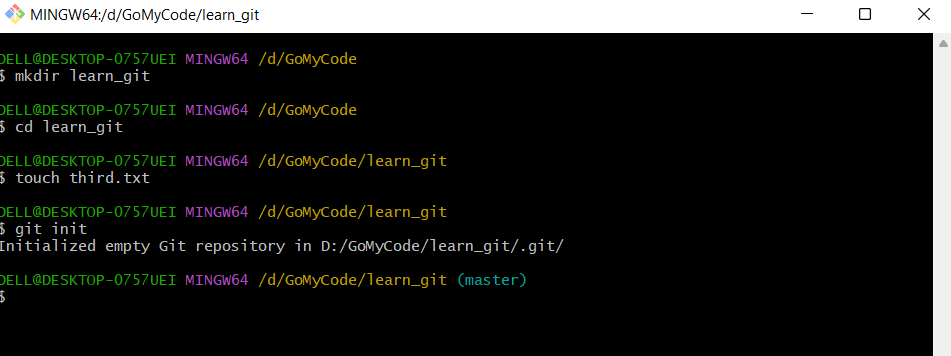 MINGW64:/d/GoMyCode/learn_git
DELL@DESKTOP-0757UEI MINGW64 /d/GoMyCode
$ mkdir learn_git
DELL@DESKTOP-0757UEI MINGW64 /d/GoMyCode
$ cd learn_git
DELL@DESKTOP-0757UEI MINGW64 /d/GoMyCode/learn_git
$ touch third.txt
DELL@DESKTOP-0757UEI MINGW64 /d/GoMyCode/learn_git
$ git init
Initialized empty Git repository in D:/GoMyCode/learn_git/.git/
DELL@DESKTOP-0757UEI MINGW64 /d/GoMyCode/learn_git (master)
$